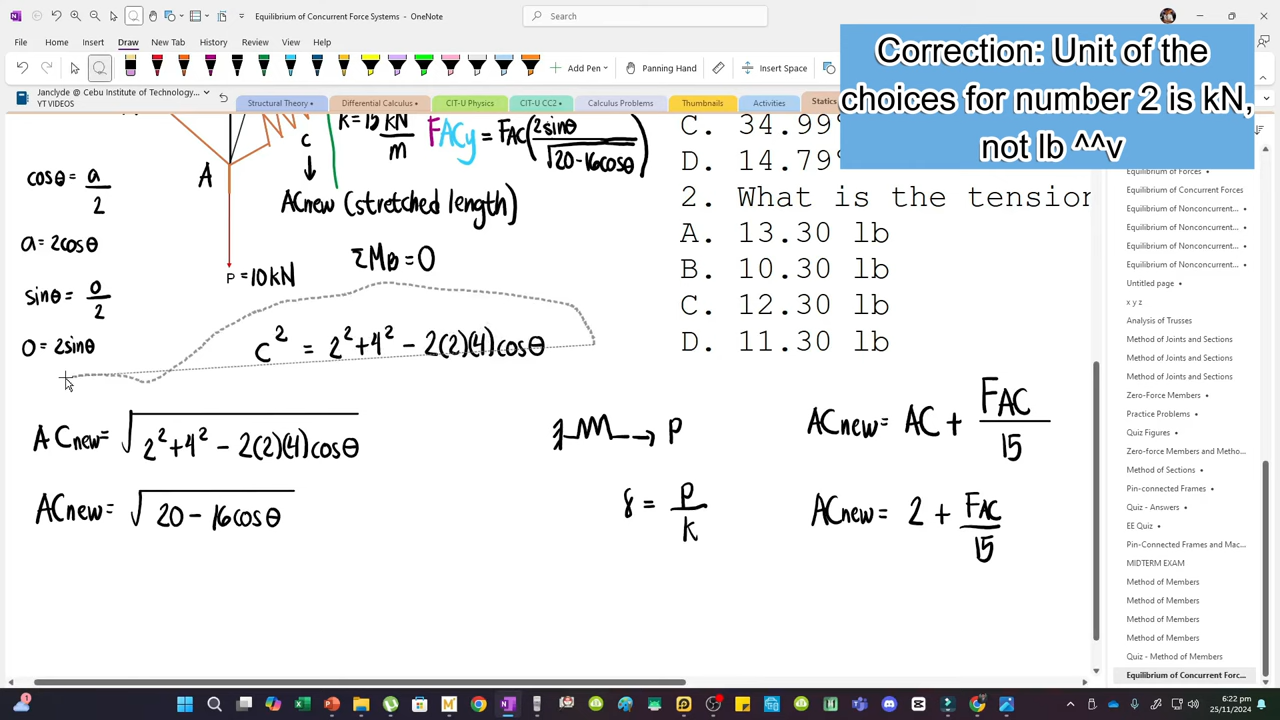 Equilibrium of Concurrent Force Systems - OneNote
Search
File Home Insert Draw New Tab History Review View Help
Add Pen
Panning Hand
Insert Space
Janclyde @ Cebu Institute of Technology...
YT VIDEOS
Structural Theory
Differential Calculus
CIT-U Physics
CIT-U CC2
Calculus Problems
Thumbnails
Activities
Statics
Correction: Unit of the
choices for number 2 is kN,
not lb ^^v
A
C
K = 15 kN/m
FACy = FAC(2sinθ/√20-16cosθ)
ACnew (stretched length)
ΣMB = 0
P = 10 kN
cosθ = a/2
a = 2cosθ
sinθ = o/2
O = 2sinθ
C² = 2²+4² - 2(2)(4)cosθ
ACnew = √2²+4² - 2(2)(4)cosθ
ACnew = √20 - 16cosθ
P
δ = P/k
ACnew = AC + FAC/15
ACnew = 2 + FAC/15
C. 34.99°
D. 14.79°
2. What is the tension
A. 13.30 lb
B. 10.30 lb
C. 12.30 lb
D. 11.30 lb
Equilibrium of Forces
Equilibrium of Concurrent Forces
Equilibrium of Nonconcurrent...
Equilibrium of Nonconcurrent...
Equilibrium of Nonconcurrent...
Equilibrium of Nonconcurrent...
Untitled page
x y z
Analysis of Trusses
Method of Joints and Sections
Method of Joints and Sections
Method of Joints and Sections
Zero-Force Members
Practice Problems
Quiz Figures
Zero-force Members and Metho...
Method of Sections
Pin-connected Frames
Quiz - Answers
EE Quiz
Pin-Connected Frames and Mac...
MIDTERM EXAM
Method of Members
Method of Members
Method of Members
Method of Members
Quiz - Method of Members
Equilibrium of Concurrent Forc...
6:22 pm
25/11/2024